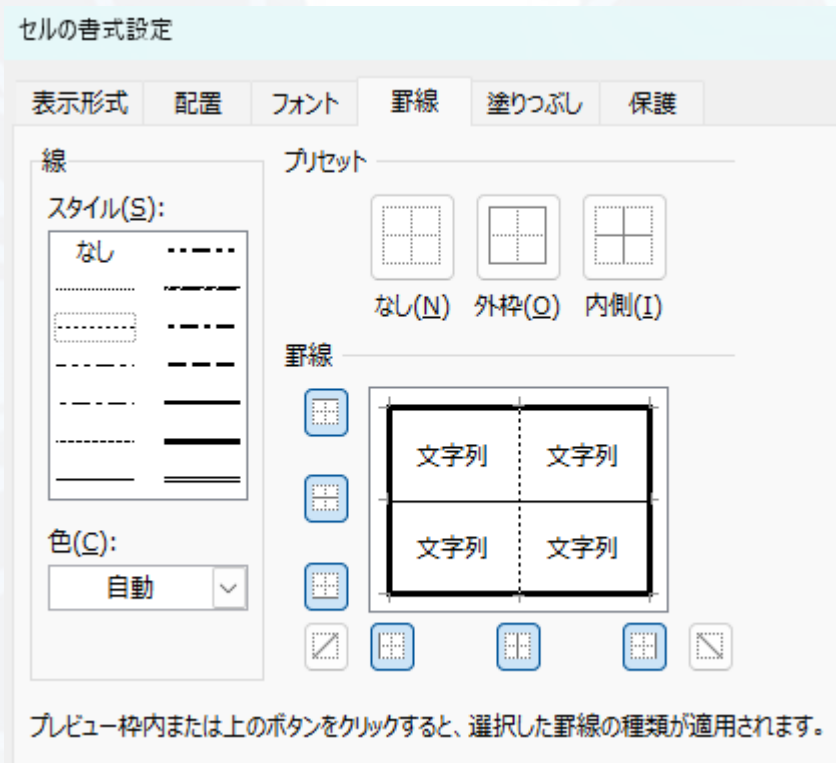 セルの書式設定
表示形式 配置 フォント 罫線 塗りつぶし 保護
線
スタイル(S):
なし
色(C):
自動
プリセット
なし(N) 外枠(O) 内側(I)
罫線
文字列 文字列
文字列 文字列
プレビュー枠内または上のボタンをクリックすると、選択した罫線の種類が適用されます。